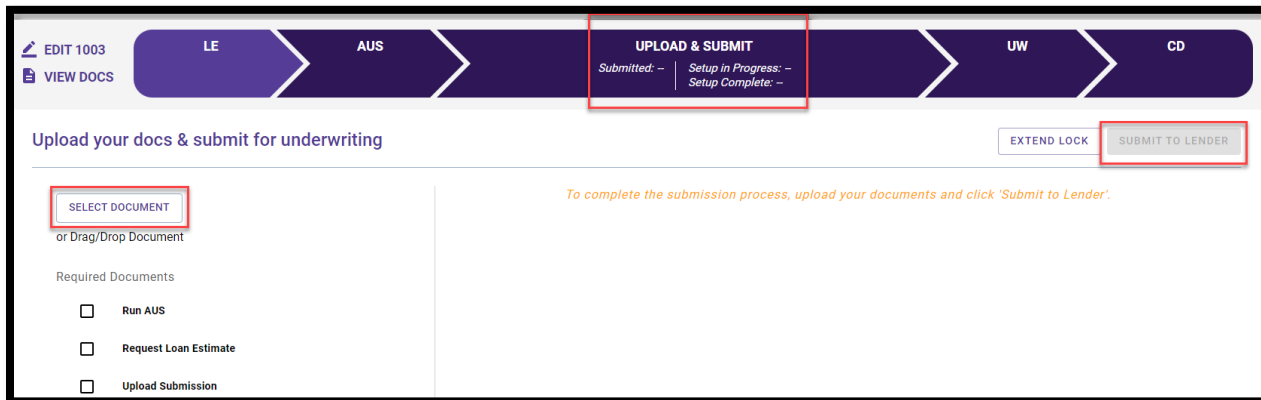 EDIT 1003
VIEW DOCS
LE
AUS
UPLOAD & SUBMIT
Submitted: --
Setup in Progress: --
Setup Complete: --
UW
CD
Upload your docs & submit for underwriting
EXTEND LOCK
SUBMIT TO LENDER
SELECT DOCUMENT
or Drag/Drop Document
To complete the submission process, upload your documents and click 'Submit to Lender'.
Required Documents
Run AUS
Request Loan Estimate
Upload Submission